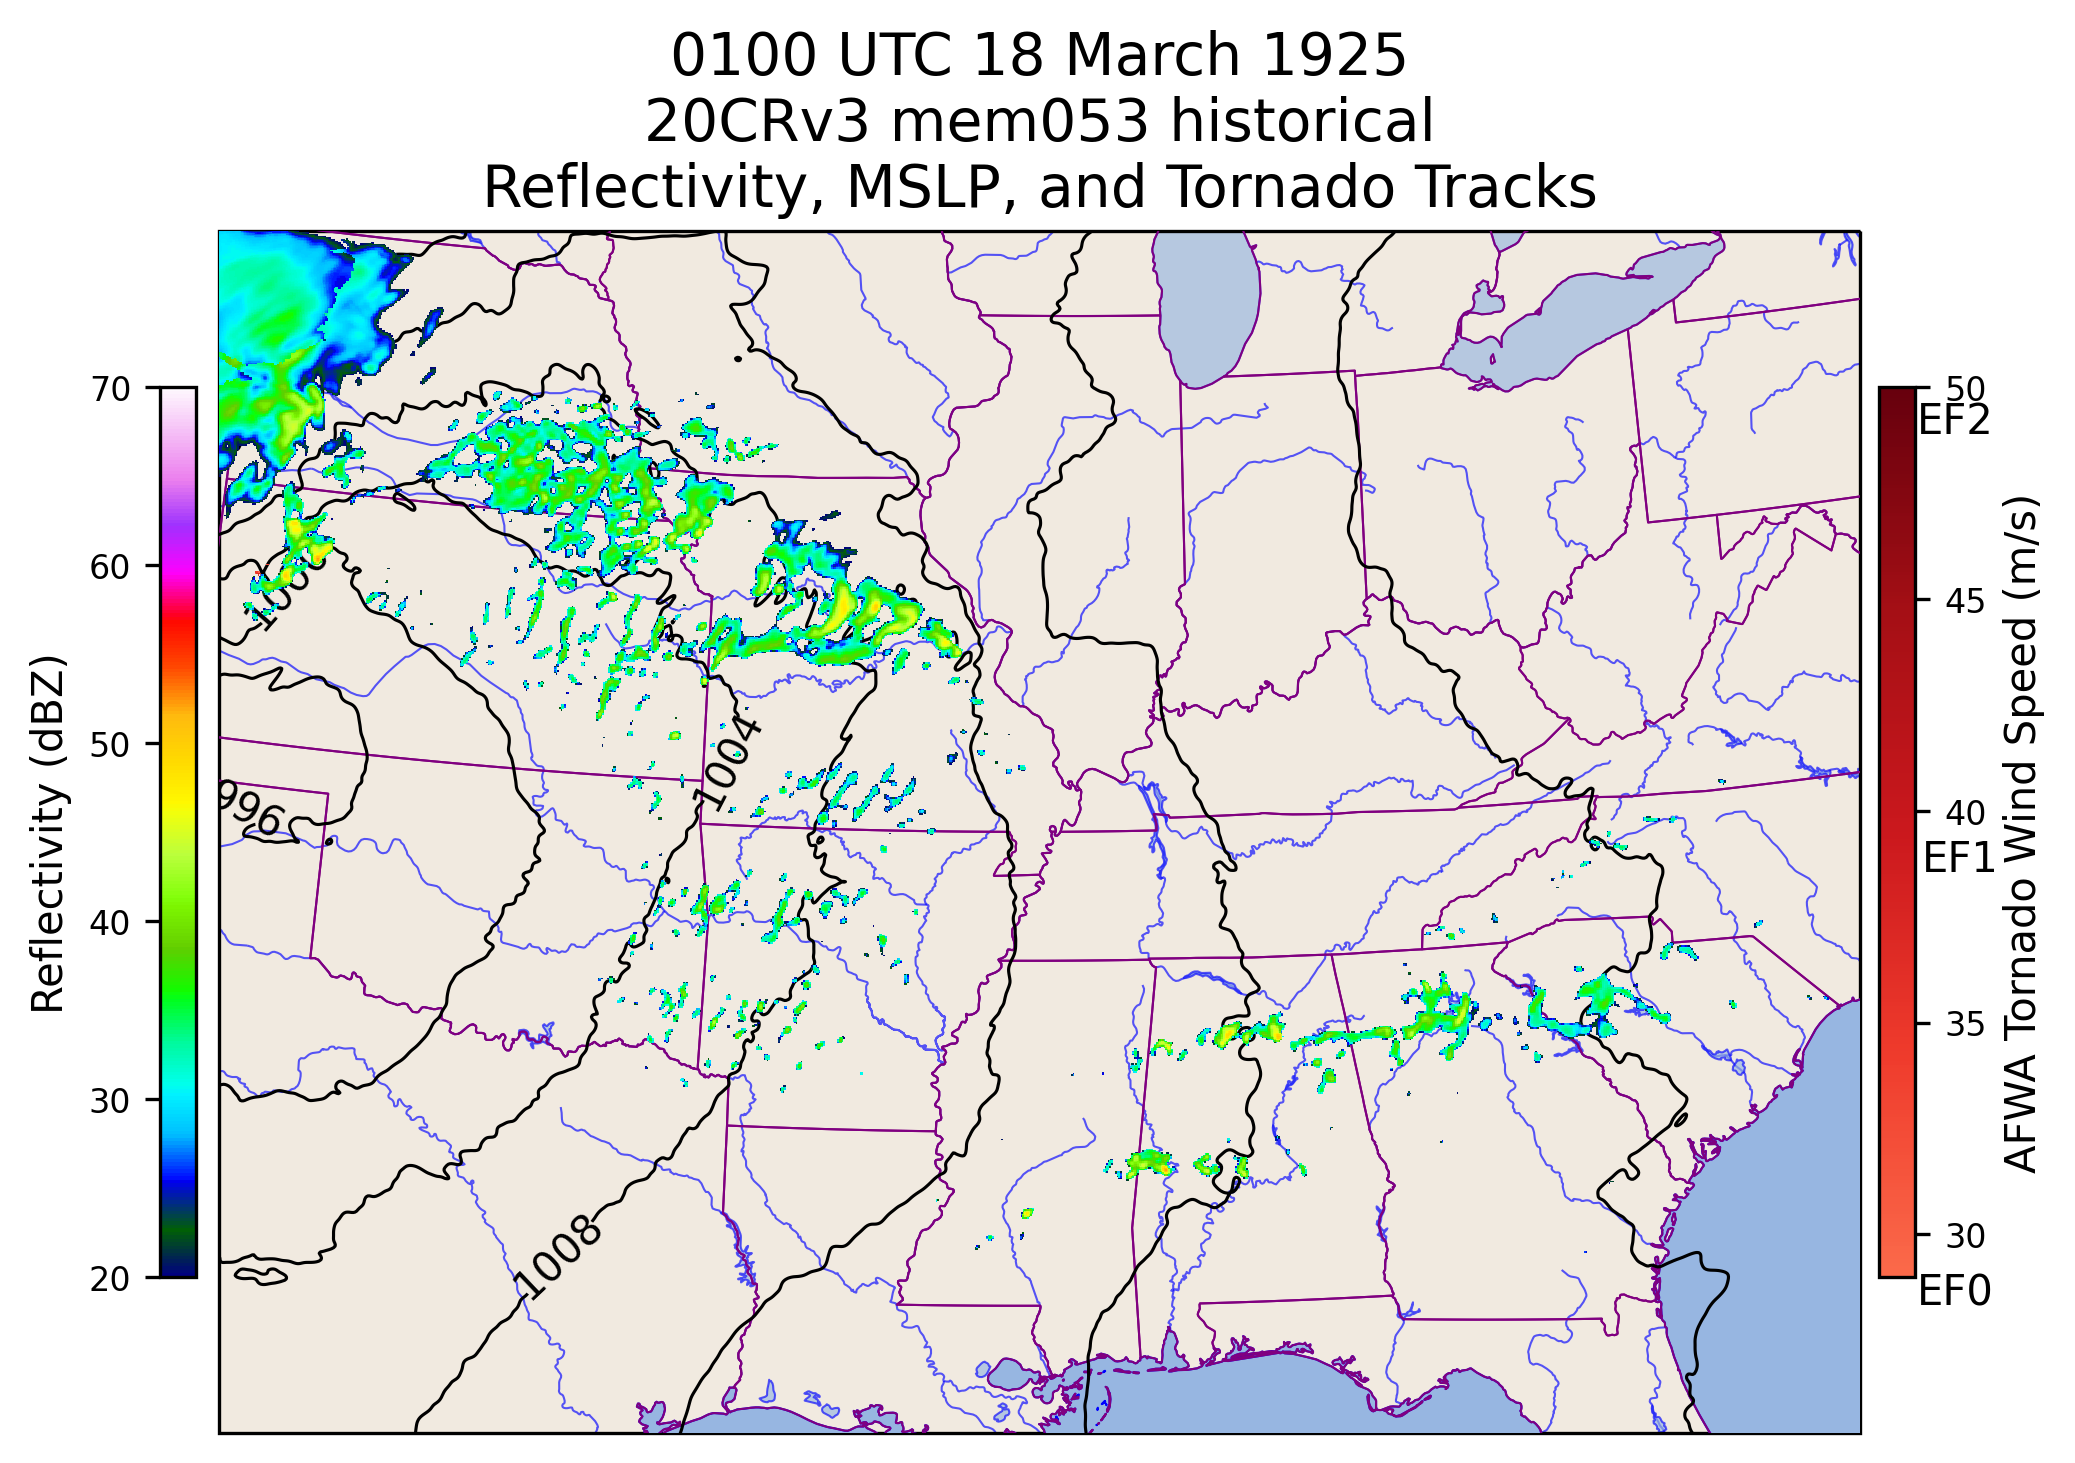 0100 UTC 18 March 1925
20CRv3 mem053 historical
Reflectivity, MSLP, and Tornado Tracks
70
60
50
40
30
20
Reflectivity (dBZ)
1004
996
1008
50
EF2
45
40
EF1
35
30
EF0
AFWA Tornado Wind Speed (m/s)